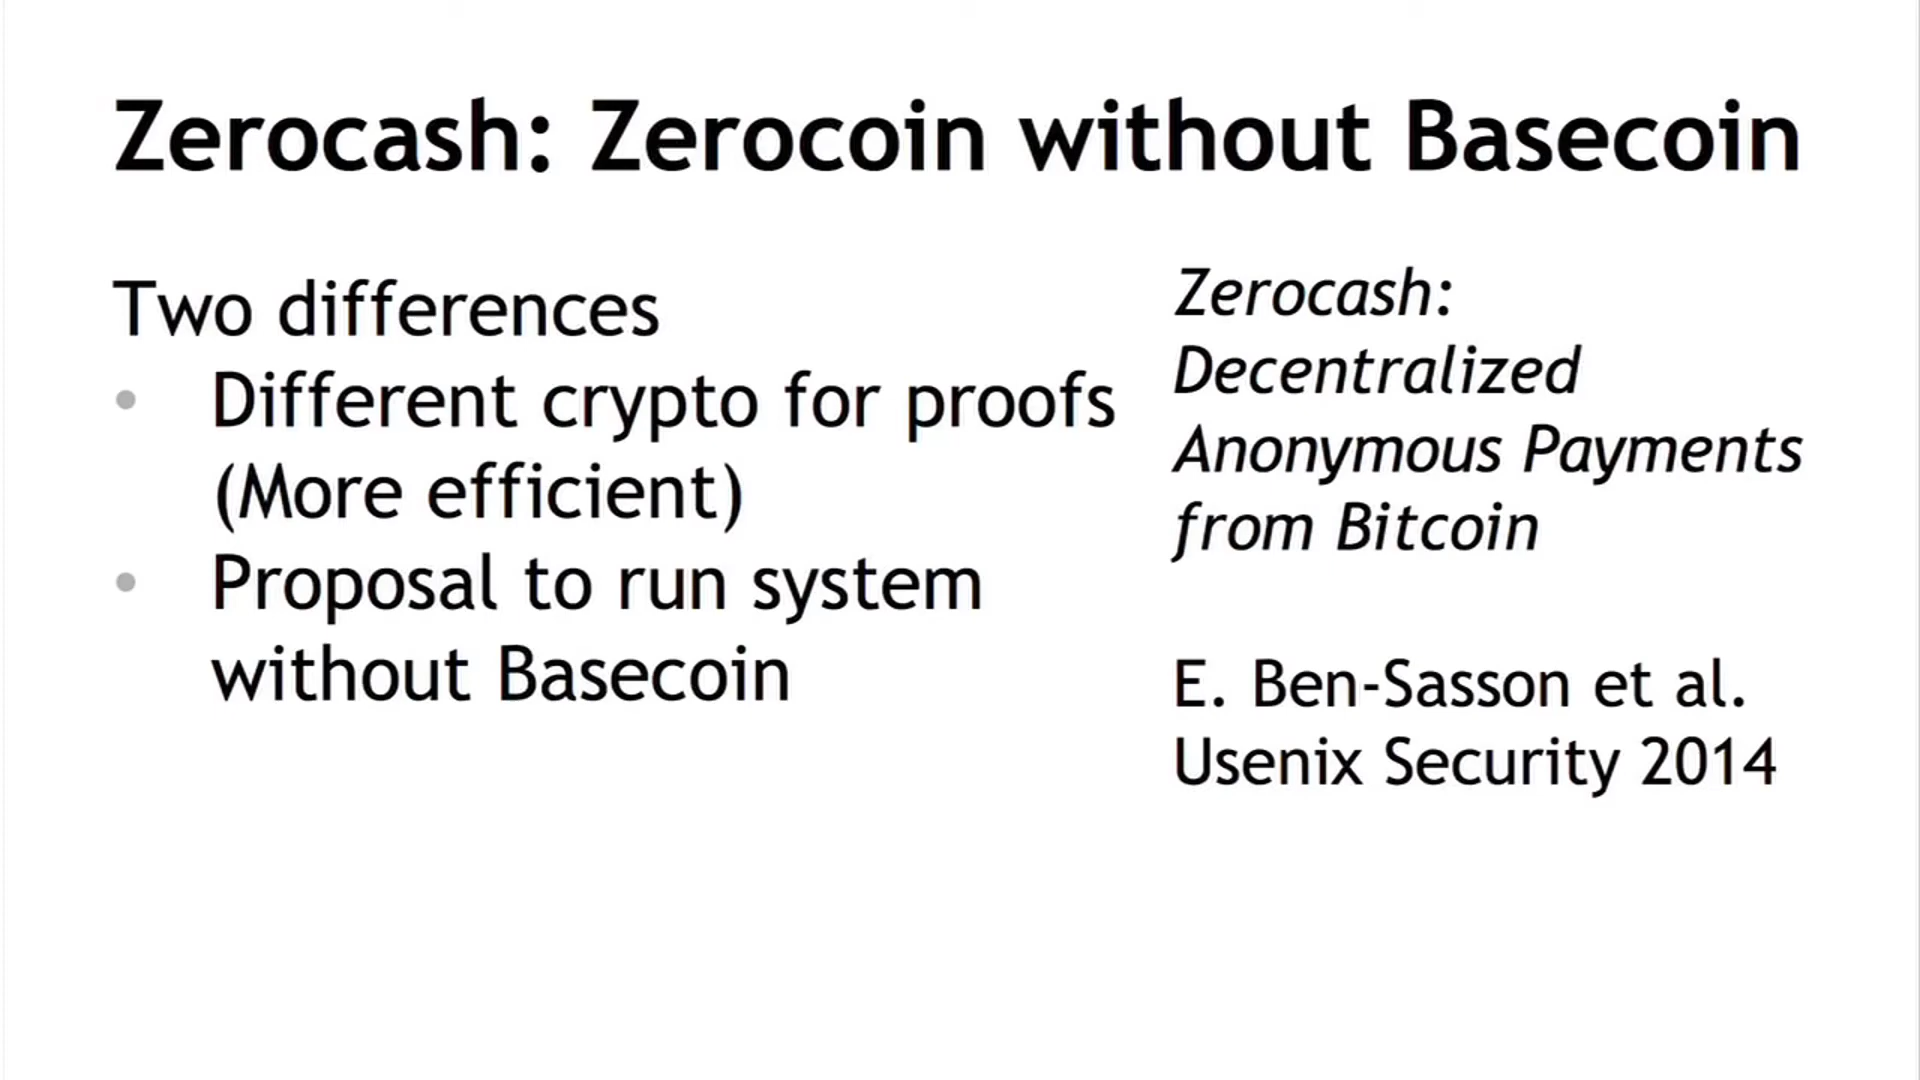 Zerocash: Zerocoin without Basecoin
Two differences
• Different crypto for proofs
(More efficient)
• Proposal to run system
without Basecoin
Zerocash:
Decentralized
Anonymous Payments
from Bitcoin
E. Ben-Sasson et al.
Usenix Security 2014